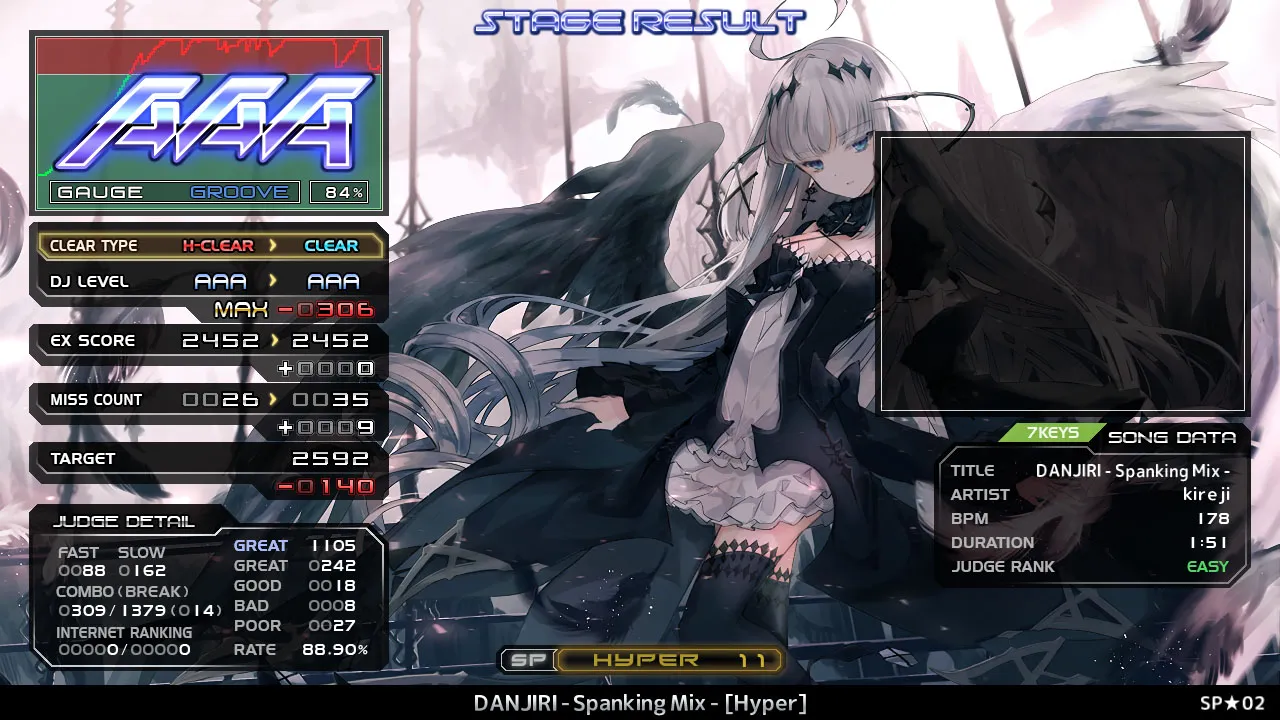 STAGE RESULT
AAA
GAUGE GROOVE 84%
CLEAR TYPE H-CLEAR › CLEAR
DJ LEVEL AAA › AAA
MAX -0306
EX SCORE 2452 › 2452
+0000
MISS COUNT 0026 › 0035
+0009
TARGET 2592
-0140
JUDGE DETAIL
FAST SLOW
0088 0162
COMBO (BREAK)
0309/1379(014)
INTERNET RANKING
00000/00000
GREAT 1105
GREAT 0242
GOOD 0018
BAD 0008
POOR 0027
RATE 88.90%
7KEYS SONG DATA
TITLE DANJIRI - Spanking Mix -
ARTIST kireji
BPM 178
DURATION 1:51
JUDGE RANK EASY
SP HYPER 11
DANJIRI - Spanking Mix - [Hyper]
SP★02